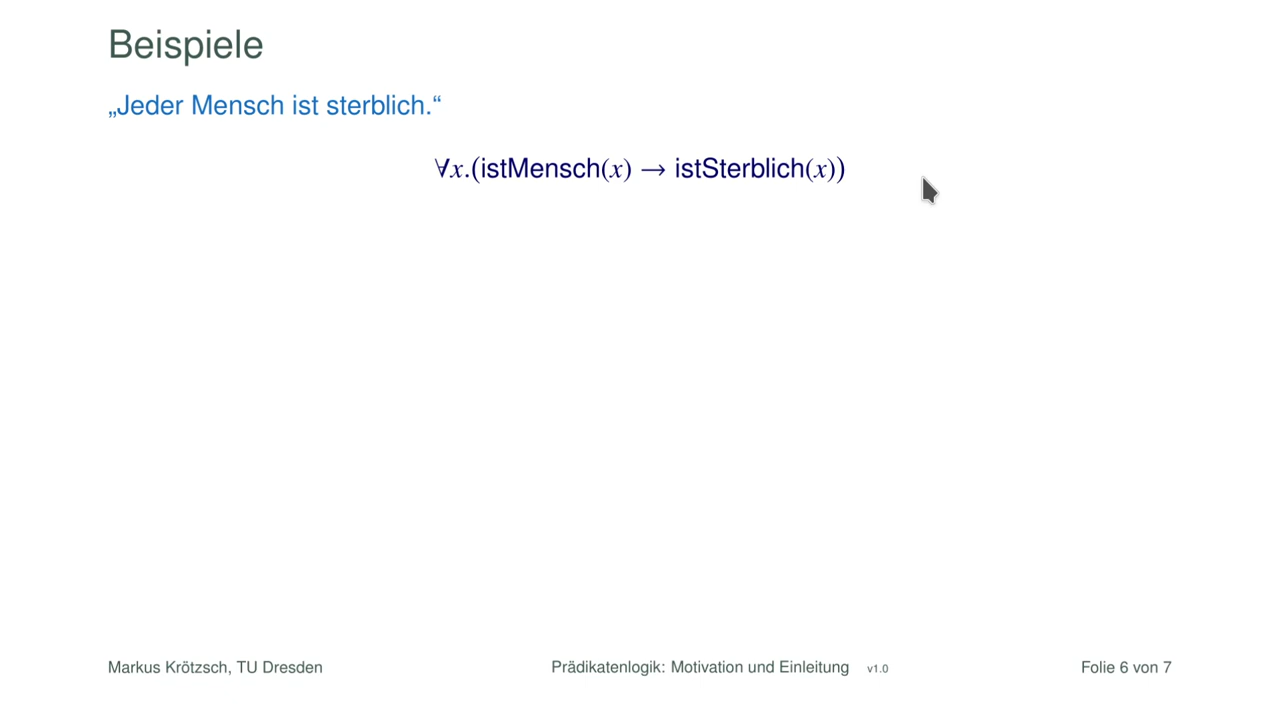 Beispiele
„Jeder Mensch ist sterblich.“
∀x.(istMensch(x) → istSterblich(x))
Markus Krötzsch, TU Dresden Prädikatenlogik: Motivation und Einleitung v1.0 Folie 6 von 7